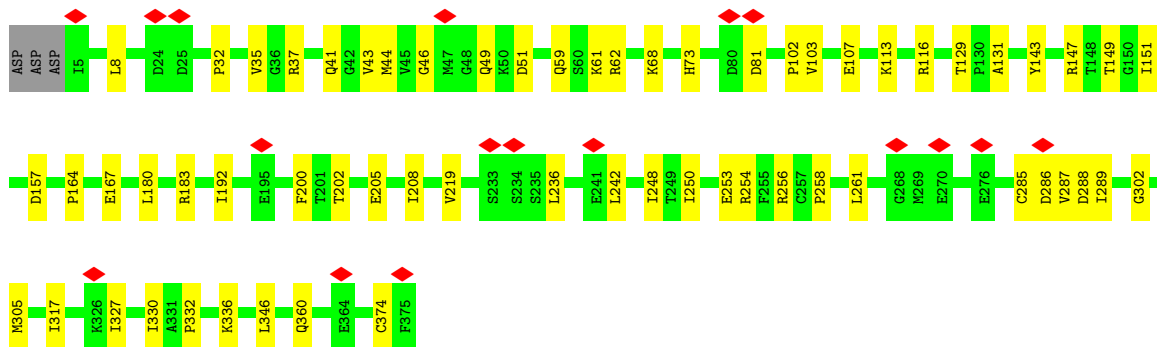 ASP ASP ASP I5 L8 D24 D25 P32 V35 G36 R37 Q41 G42 V43 M44 V45 G46 M47 G48 Q49 K50 D51 Q59 S60 K61 R62 K68 H73 D80 D81 P102 V103 E107 K113 R116 T129 P130 A131 Y143 R147 T148 T149 G150 I151
D157 P164 E167 L180 R183 I192 E195 F200 T201 T202 E205 I208 V219 S233 S234 S235 L236 E241 L242 I248 T249 I250 E253 R254 F255 R256 C257 P258 L261 G268 M269 E270 E276 C285 D286 V287 D288 I289 G302
M305 I317 K326 I327 I330 A331 P332 K336 L346 Q360 E364 C374 F375